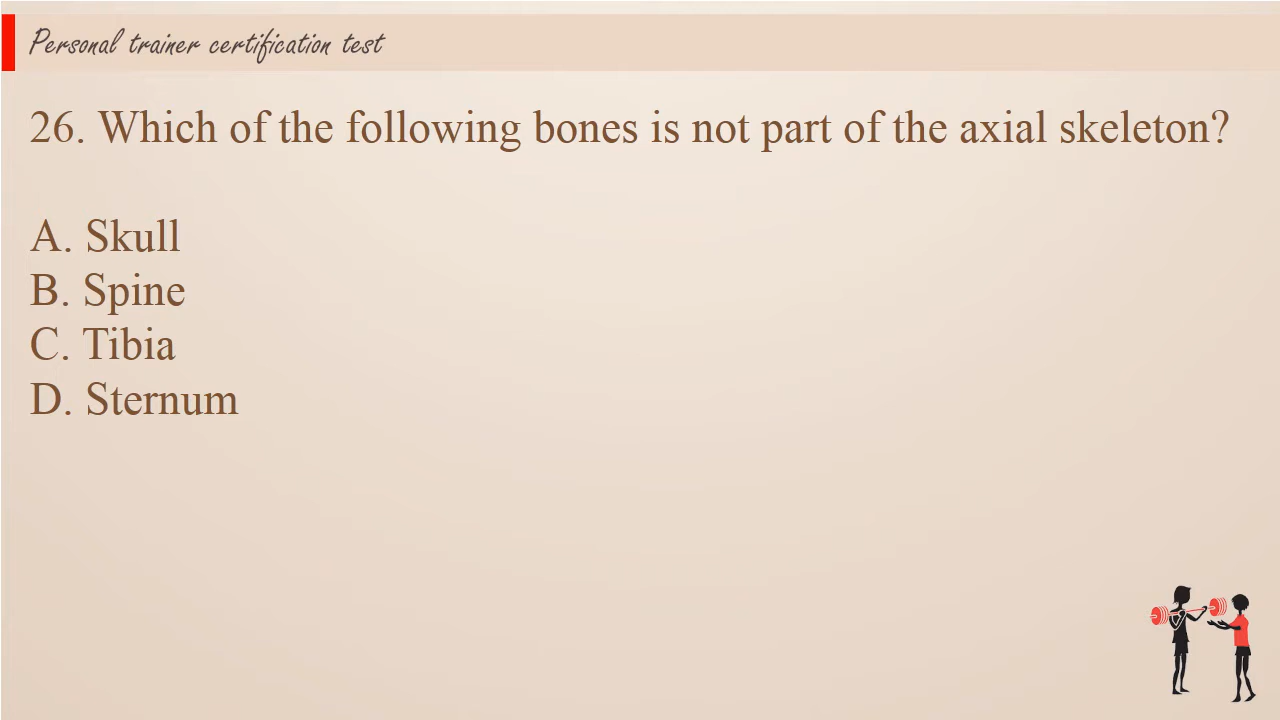 Personal trainer certification test
26. Which of the following bones is not part of the axial skeleton?
A. Skull
B. Spine
C. Tibia
D. Sternum